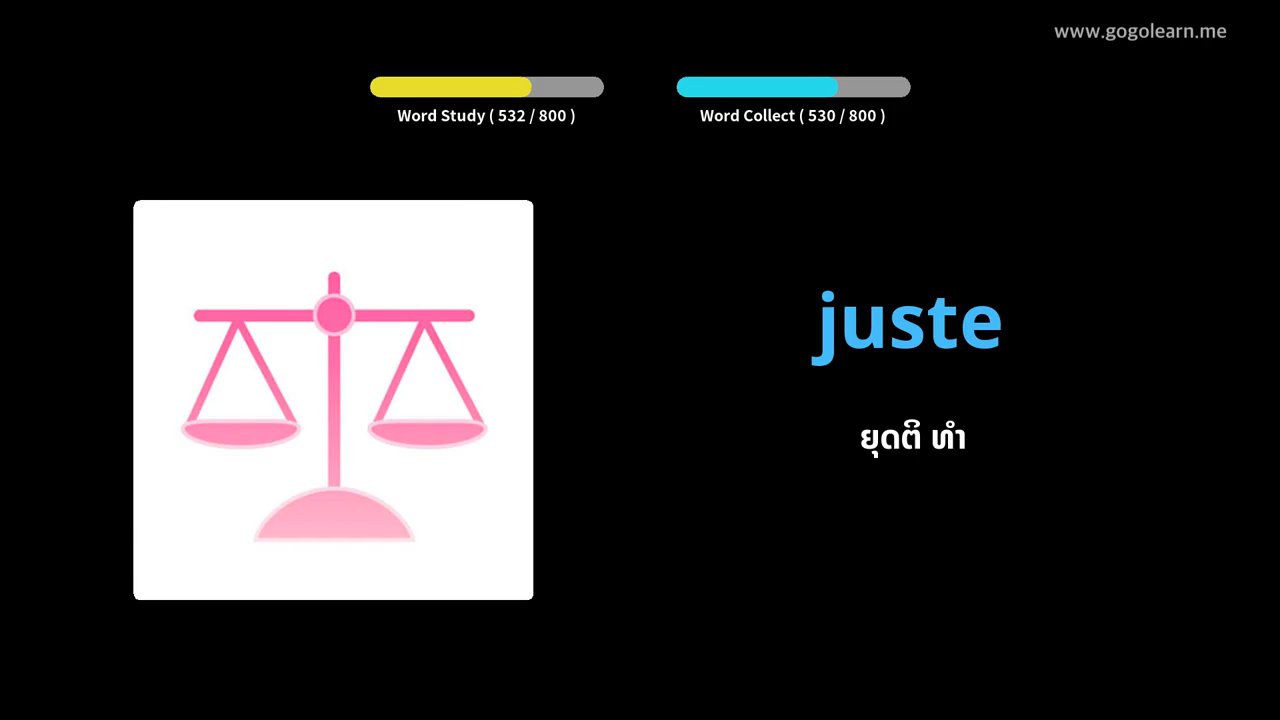 www.gogolearn.me
Word Study ( 532 / 800 )
Word Collect ( 530 / 800 )
juste
ຍຸດຕິ ທຳ